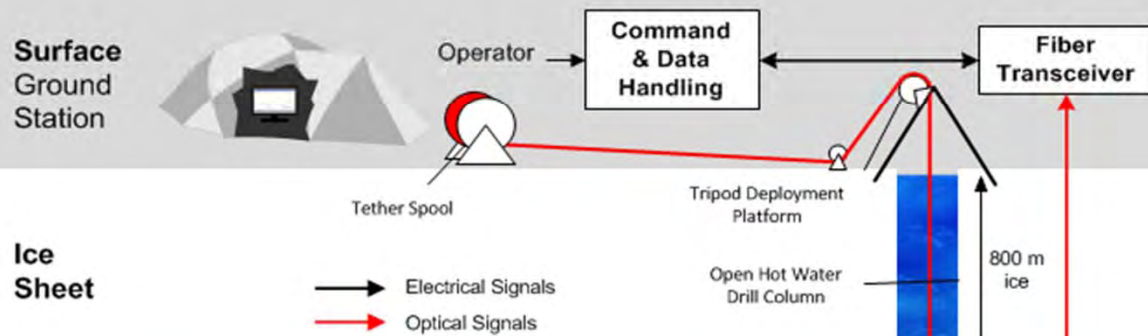 Surface
Ground
Station
Operator
Command
& Data
Handling
Fiber
Transceiver
Tether Spool
Tripod Deployment
Platform
Ice
Sheet
Electrical Signals
Optical Signals
Open Hot Water
Drill Column
800 m
ice